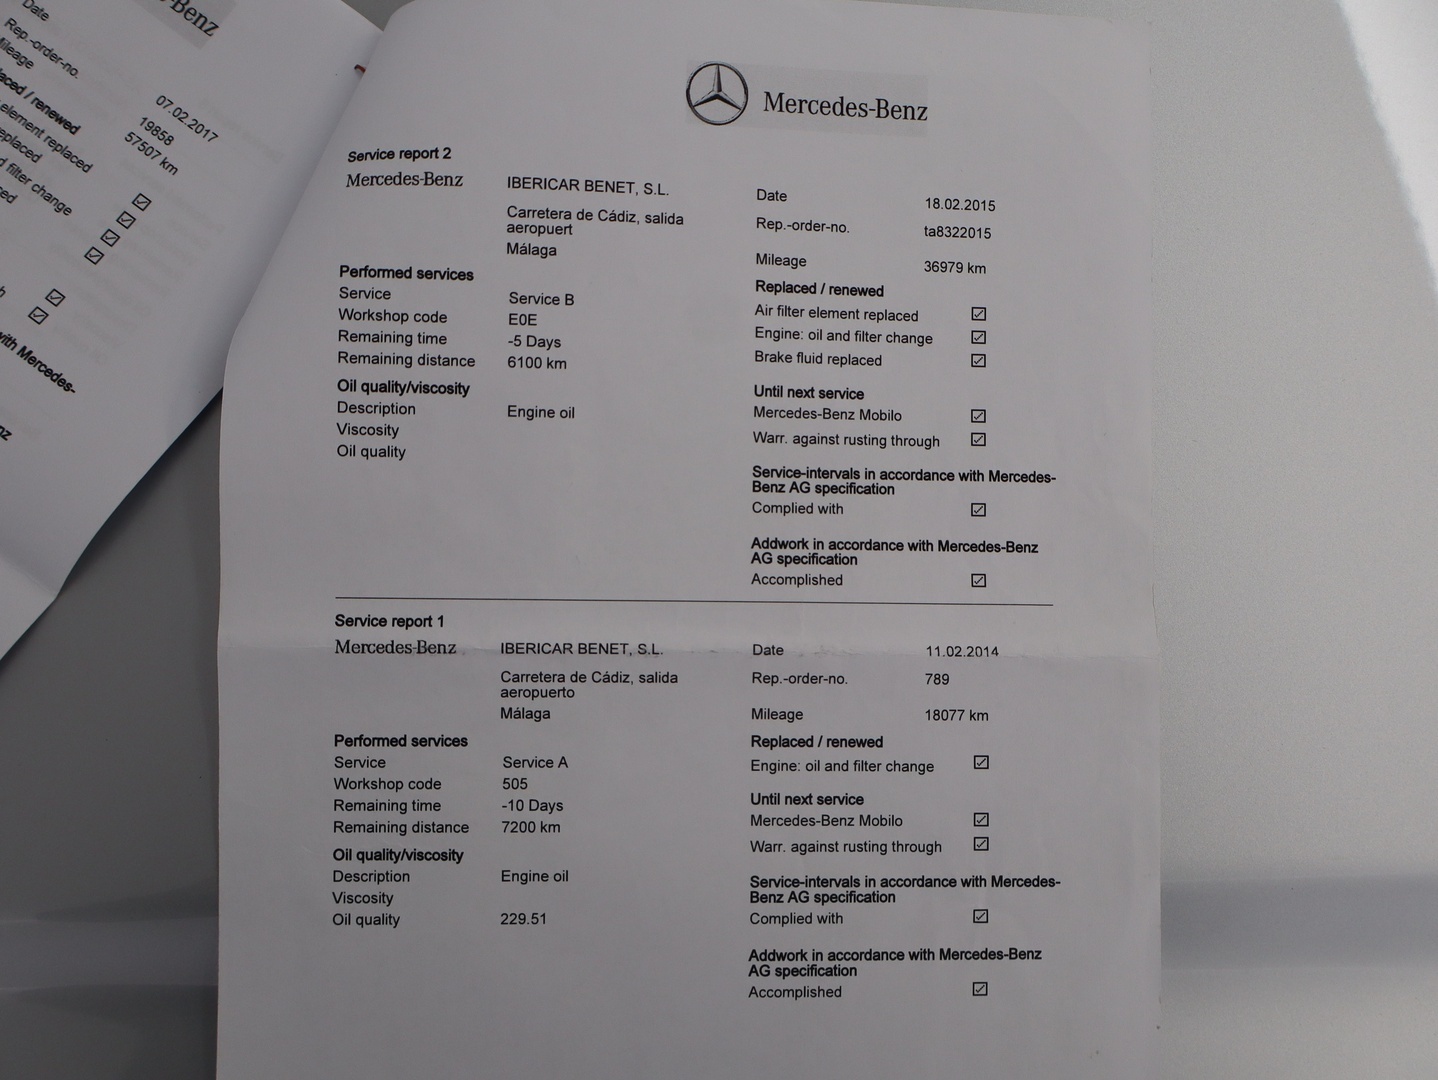 Date
Rep.-order-no.
Mileage
07.02.2017
19858
57507 km
/ renewed
element replaced
filter change
with Mercedes-
Mercedes-Benz
Service report 2
Mercedes-Benz
IBERICAR BENET, S.L.
Carretera de Cádiz, salida
aeropuert
Málaga
Date 18.02.2015
Rep.-order-no. ta8322015
Mileage 36979 km
Performed services
Service Service B
Workshop code E0E
Remaining time -5 Days
Remaining distance 6100 km
Oil quality/viscosity
Description Engine oil
Viscosity
Oil quality
Replaced / renewed
Air filter element replaced ☑
Engine: oil and filter change ☑
Brake fluid replaced ☑
Until next service
Mercedes-Benz Mobilo ☑
Warr. against rusting through ☑
Service-intervals in accordance with Mercedes-
Benz AG specification
Complied with ☑
Addwork in accordance with Mercedes-Benz
AG specification
Accomplished ☑
Service report 1
Mercedes-Benz
IBERICAR BENET, S.L.
Carretera de Cádiz, salida
aeropuerto
Málaga
Date 11.02.2014
Rep.-order-no. 789
Mileage 18077 km
Performed services
Service Service A
Workshop code 505
Remaining time -10 Days
Remaining distance 7200 km
Oil quality/viscosity
Description Engine oil
Viscosity
Oil quality 229.51
Replaced / renewed
Engine: oil and filter change ☑
Until next service
Mercedes-Benz Mobilo ☑
Warr. against rusting through ☑
Service-intervals in accordance with Mercedes-
Benz AG specification
Complied with ☑
Addwork in accordance with Mercedes-Benz
AG specification
Accomplished ☑